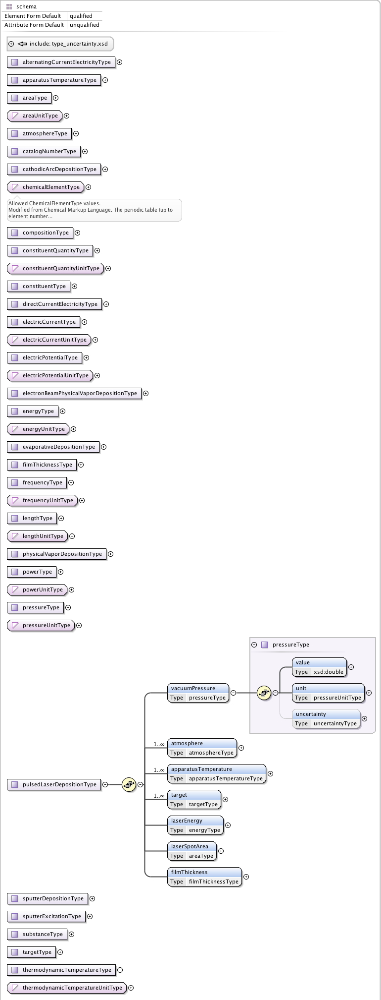 schema
Element Form Default qualified
Attribute Form Default unqualified
include: type_uncertainty.xsd
alternatingCurrentElectricityType
apparatusTemperatureType
areaType
areaUnitType
atmosphereType
catalogNumberType
cathodicArcDepositionType
chemicalElementType
Allowed ChemicalElementType values.
Modified from Chemical Markup Language. The periodic table (up to
element number...
compositionType
constituentQuantityType
constituentQuantityUnitType
constituentType
directCurrentElectricityType
electricCurrentType
electricCurrentUnitType
electricPotentialType
electricPotentialUnitType
electronBeamPhysicalVaporDepositionType
energyType
energyUnitType
evaporativeDepositionType
filmThicknessType
frequencyType
frequencyUnitType
lengthType
lengthUnitType
physicalVaporDepositionType
powerType
powerUnitType
pressureType
pressureUnitType
pulsedLaserDepositionType
vacuumPressure
Type pressureType
pressureType
value
Type xsd:double
unit
Type pressureUnitType
uncertainty
Type uncertaintyType
1..∞
atmosphere
Type atmosphereType
1..∞
apparatusTemperature
Type apparatusTemperatureType
1..∞
target
Type targetType
laserEnergy
Type energyType
laserSpotArea
Type areaType
filmThickness
Type filmThicknessType
sputterDepositionType
sputterExcitationType
substanceType
targetType
thermodynamicTemperatureType
thermodynamicTemperatureUnitType